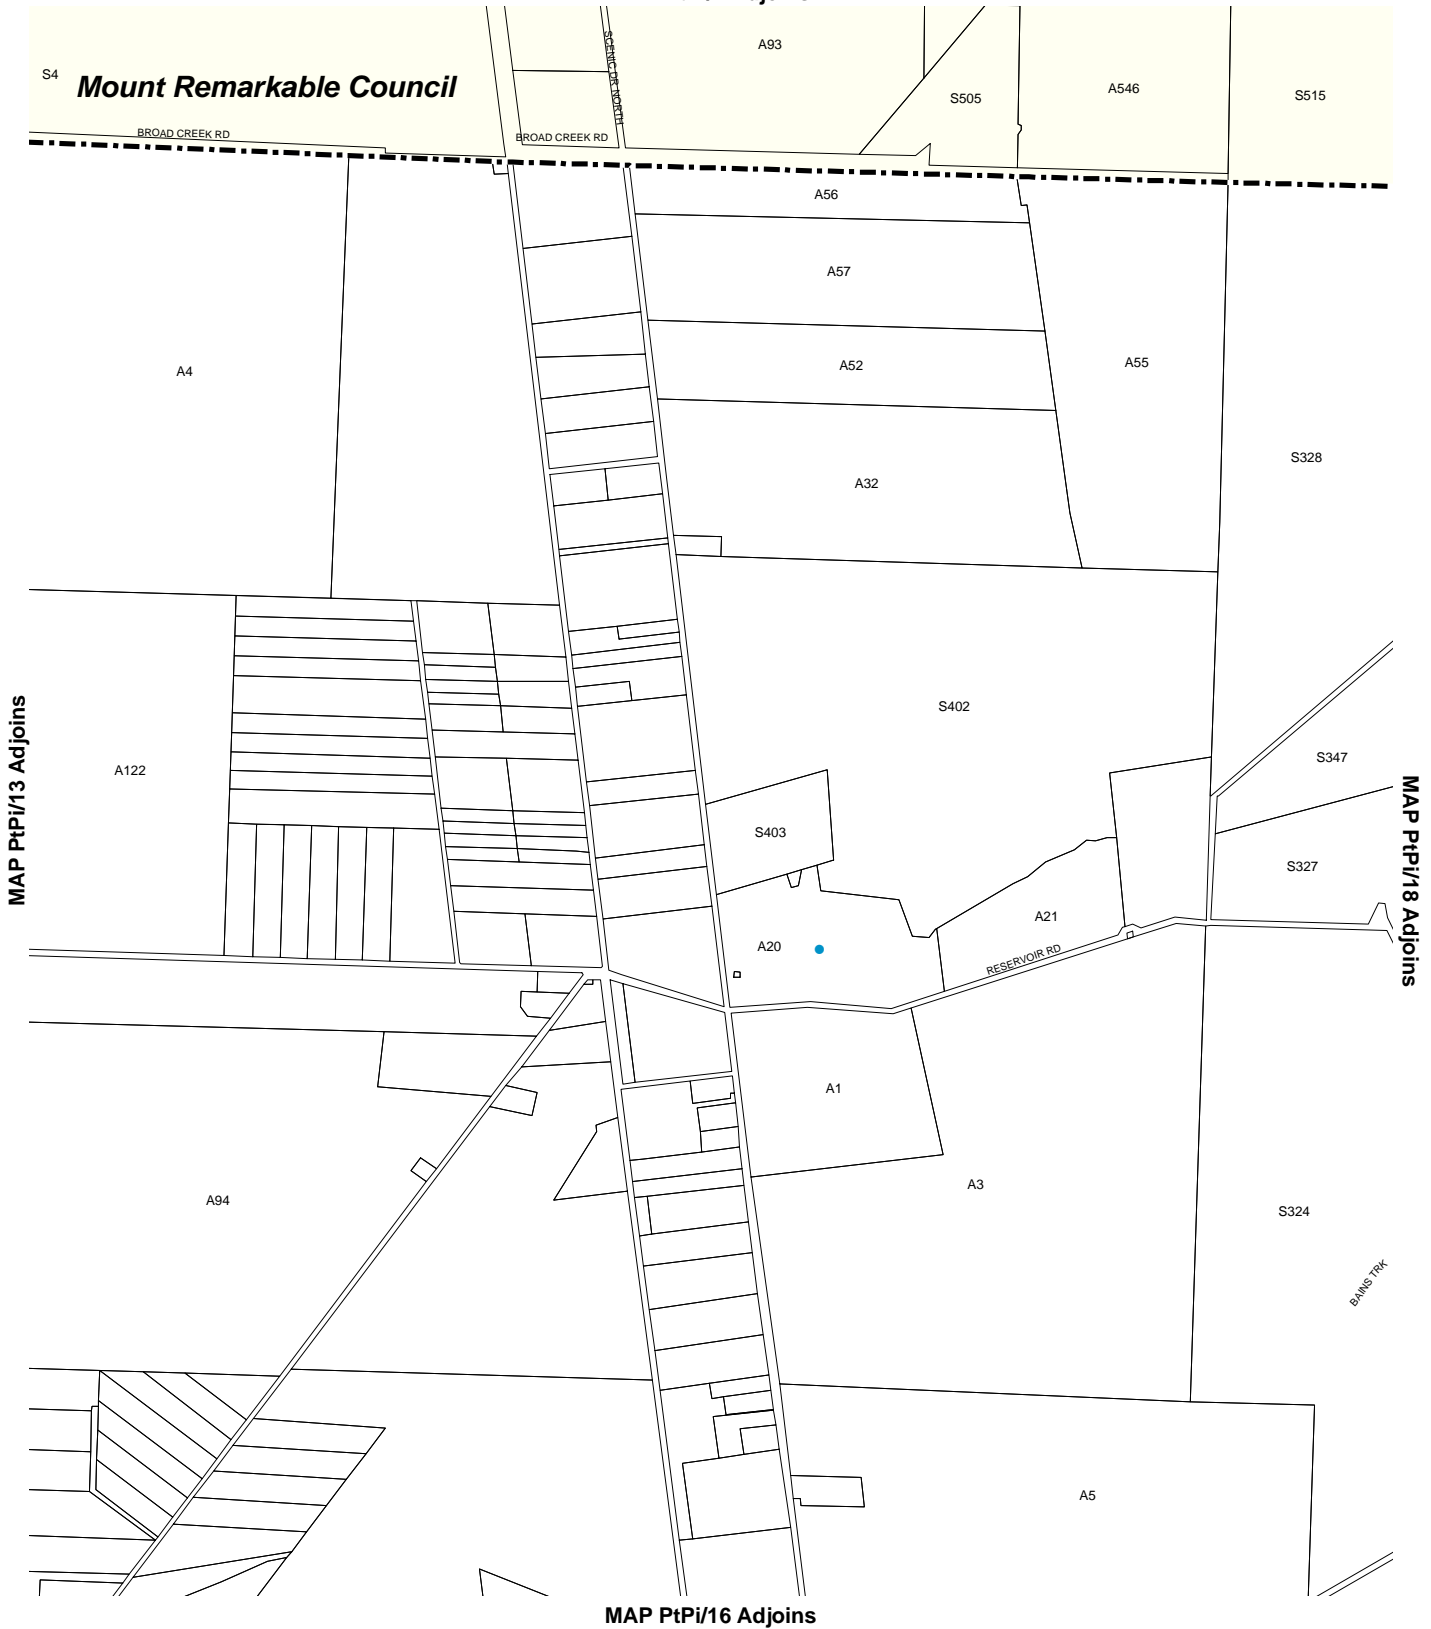 A93
S4
Mount Remarkable Council
SCENIC DR NORTH
S505
A546
S515
BROAD CREEK RD
BROAD CREEK RD
A56
A57
A4
A52
A55
A32
S328
S402
MAP PtPi/13 Adjoins
A122
S347
S403
MAP PtPi/18 Adjoins
S327
A21
A20
RESERVOIR RD
A1
A3
A94
S324
BAINS TRK
A5
MAP PtPi/16 Adjoins